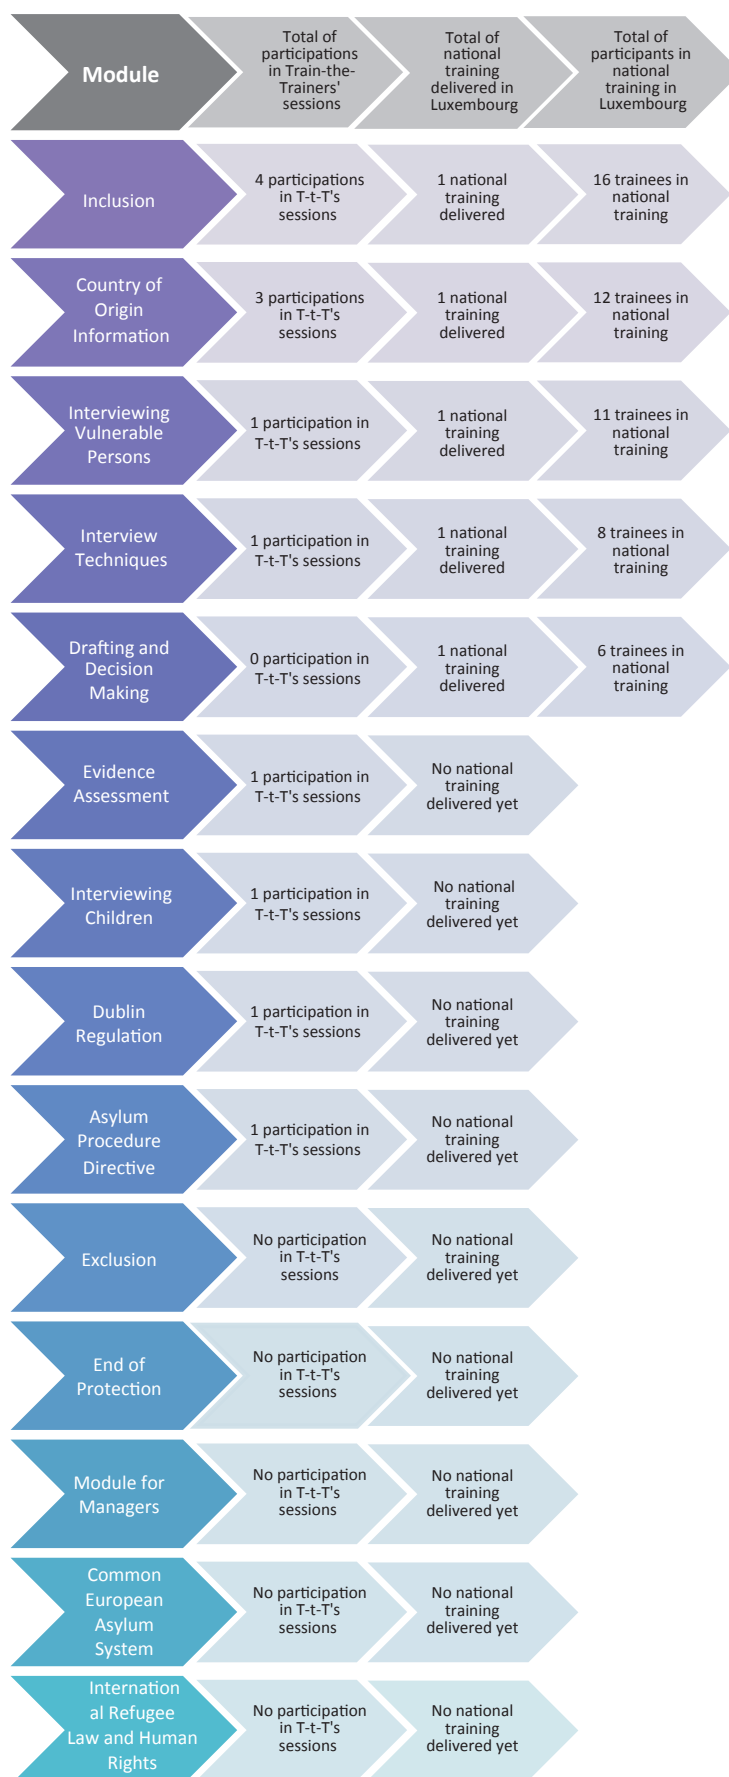 Module
Total of
participations
in Train-the-
Trainers'
sessions
Total of
national
training
delivered in
Luxembourg
Total of
participants in
national
training in
Luxembourg
Inclusion
4 participations
in T-t-T's
sessions
1 national
training
delivered
16 trainees in
national
training
Country of
Origin
Information
3 participations
in T-t-T's
sessions
1 national
training
delivered
12 trainees in
national
training
Interviewing
Vulnerable
Persons
1 participation in
T-t-T's sessions
1 national
training
delivered
11 trainees in
national
training
Interview
Techniques
1 participation in
T-t-T's sessions
1 national
training
delivered
8 trainees in
national
training
Drafting and
Decision
Making
0 participation in
T-t-T's sessions
1 national
training
delivered
6 trainees in
national
training
Evidence
Assessment
1 participation in
T-t-T's sessions
No national
training
delivered yet
Interviewing
Children
1 participation in
T-t-T's sessions
No national
training
delivered yet
Dublin
Regulation
1 participation in
T-t-T's sessions
No national
training
delivered yet
Asylum
Procedure
Directive
1 participation in
T-t-T's sessions
No national
training
delivered yet
Exclusion
No participation
in T-t-T's
sessions
No national
training
delivered yet
End of
Protection
No participation
in T-t-T's
sessions
No national
training
delivered yet
Module for
Managers
No participation
in T-t-T's
sessions
No national
training
delivered yet
Common
European
Asylum
System
No participation
in T-t-T's
sessions
No national
training
delivered yet
Internation
al Refugee
Law and Human
Rights
No participation
in T-t-T's
sessions
No national
training
delivered yet